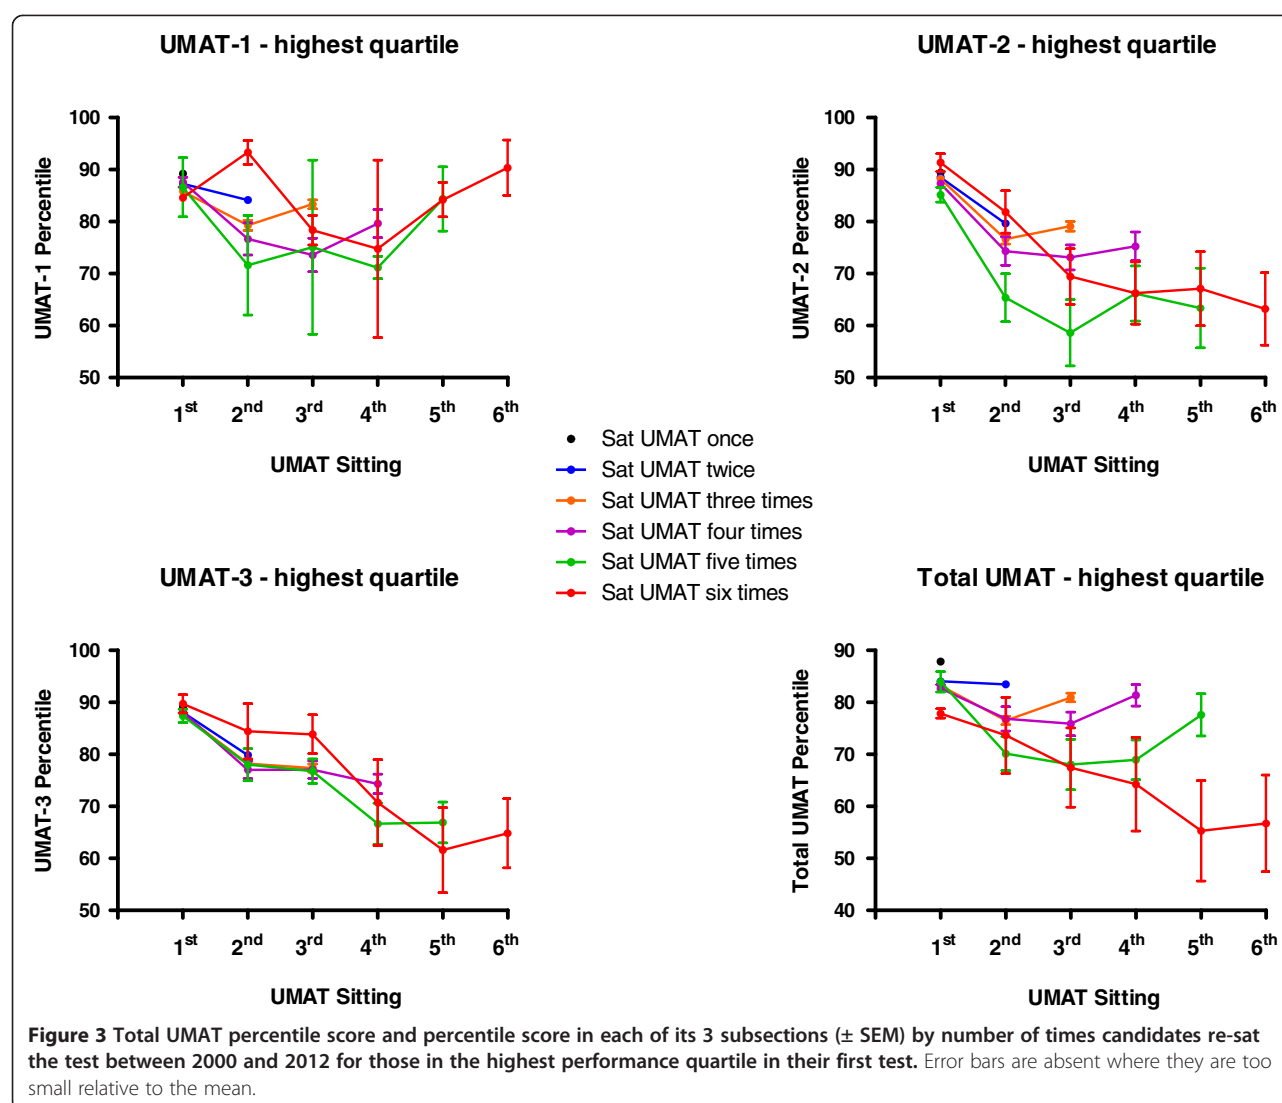 UMAT-1 - highest quartile
100
90
80
70
60
50
UMAT-1 Percentile
1st 2nd 3rd 4th 5th 6th
UMAT Sitting
UMAT-2 - highest quartile
100
90
80
70
60
50
UMAT-2 Percentile
1st 2nd 3rd 4th 5th 6th
UMAT Sitting
Sat UMAT once
Sat UMAT twice
Sat UMAT three times
Sat UMAT four times
Sat UMAT five times
Sat UMAT six times
UMAT-3 - highest quartile
100
90
80
70
60
50
UMAT-3 Percentile
1st 2nd 3rd 4th 5th 6th
UMAT Sitting
Total UMAT - highest quartile
90
80
70
60
50
40
Total UMAT Percentile
1st 2nd 3rd 4th 5th 6th
UMAT Sitting
Figure 3 Total UMAT percentile score and percentile score in each of its 3 subsections (± SEM) by number of times candidates re-sat
the test between 2000 and 2012 for those in the highest performance quartile in their first test. Error bars are absent where they are too
small relative to the mean.